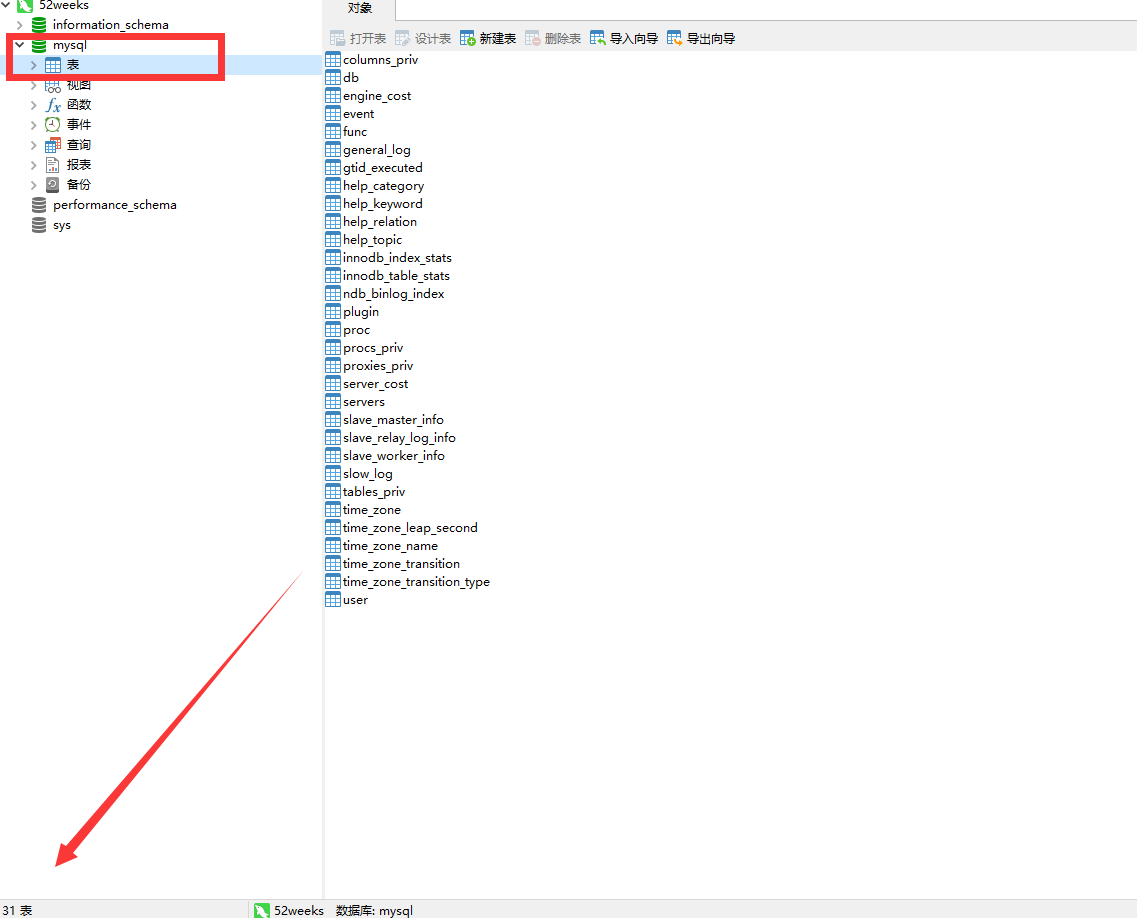 52weeks
information_schema
mysql
表
视图
函数
事件
查询
报表
备份
performance_schema
sys
对象
打开表 设计表 新建表 删除表 导入向导 导出向导
columns_priv
db
engine_cost
event
func
general_log
gtid_executed
help_category
help_keyword
help_relation
help_topic
innodb_index_stats
innodb_table_stats
ndb_binlog_index
plugin
proc
procs_priv
proxies_priv
server_cost
servers
slave_master_info
slave_relay_log_info
slave_worker_info
slow_log
tables_priv
time_zone
time_zone_leap_second
time_zone_name
time_zone_transition
time_zone_transition_type
user
31 表 52weeks 数据库: mysql